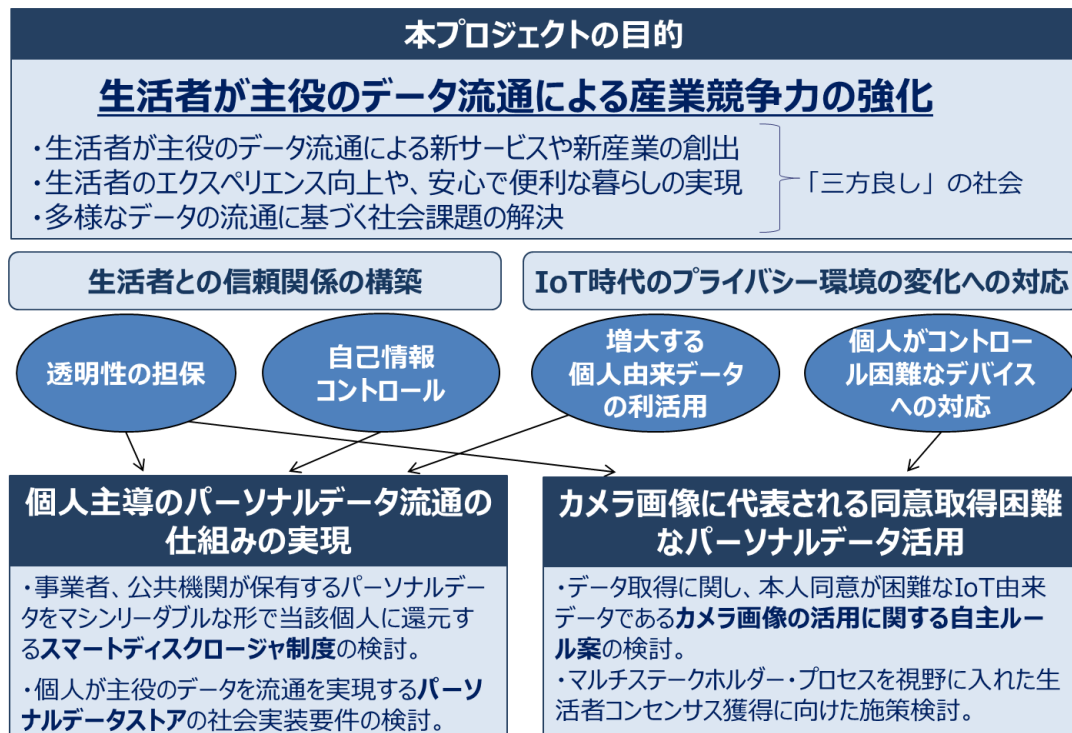 本プロジェクトの目的
生活者が主役のデータ流通による産業競争力の強化
・生活者が主役のデータ流通による新サービスや新産業の創出
・生活者のエクスペリエンス向上や、安心で便利な暮らしの実現
・多様なデータの流通に基づく社会課題の解決
「三方良し」の社会
生活者との信頼関係の構築
IoT時代のプライバシー環境の変化への対応
透明性の担保
自己情報
コントロール
増大する
個人由来データ
の利活用
個人がコントロー
ル困難なデバイス
への対応
個人主導のパーソナルデータ流通の
仕組みの実現
・事業者、公共機関が保有するパーソナルデー
タをマシンリーダブルな形で当該個人に還元す
るスマートディスクロージャ制度の検討。
・個人が主役のデータを流通を実現するパーソ
ナルデータストアの社会実装要件の検討。
カメラ画像に代表される同意取得困難
なパーソナルデータ活用
・データ取得に関し、本人同意が困難なIoT由来
データであるカメラ画像の活用に関する自主ルー
ル案の検討。
・マルチステークホルダー・プロセスを視野に入れた生
活者コンセンサス獲得に向けた施策検討。